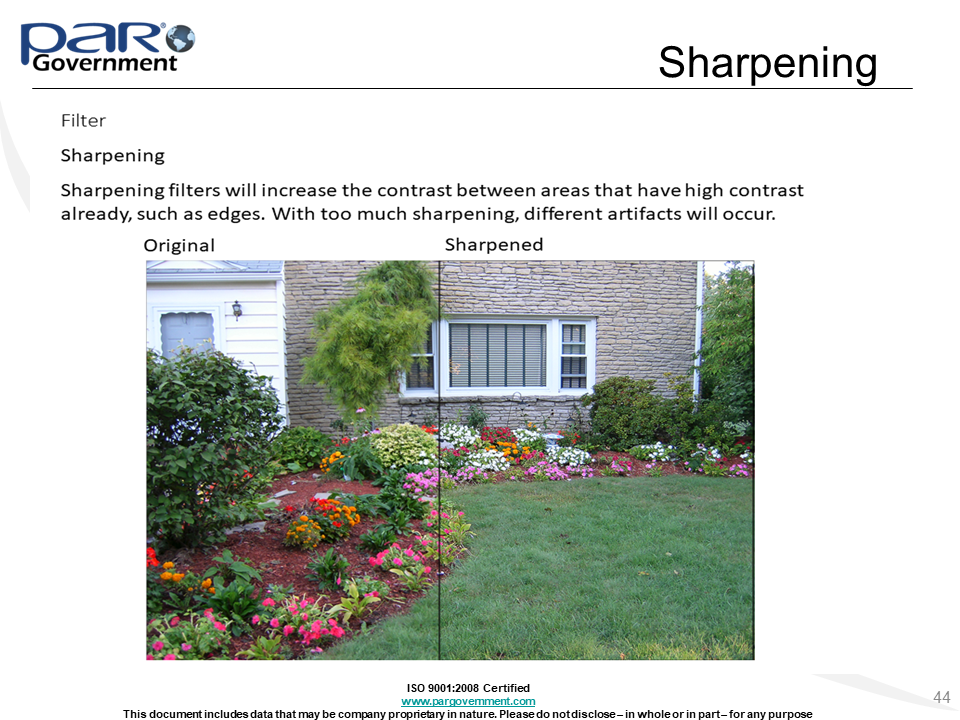 PAR® Government
Sharpening
Filter
Sharpening
Sharpening filters will increase the contrast between areas that have high contrast
already, such as edges. With too much sharpening, different artifacts will occur.
Original
Sharpened
ISO 9001:2008 Certified
www.pargovernment.com
This document includes data that may be company proprietary in nature. Please do not disclose – in whole or in part – for any purpose
44